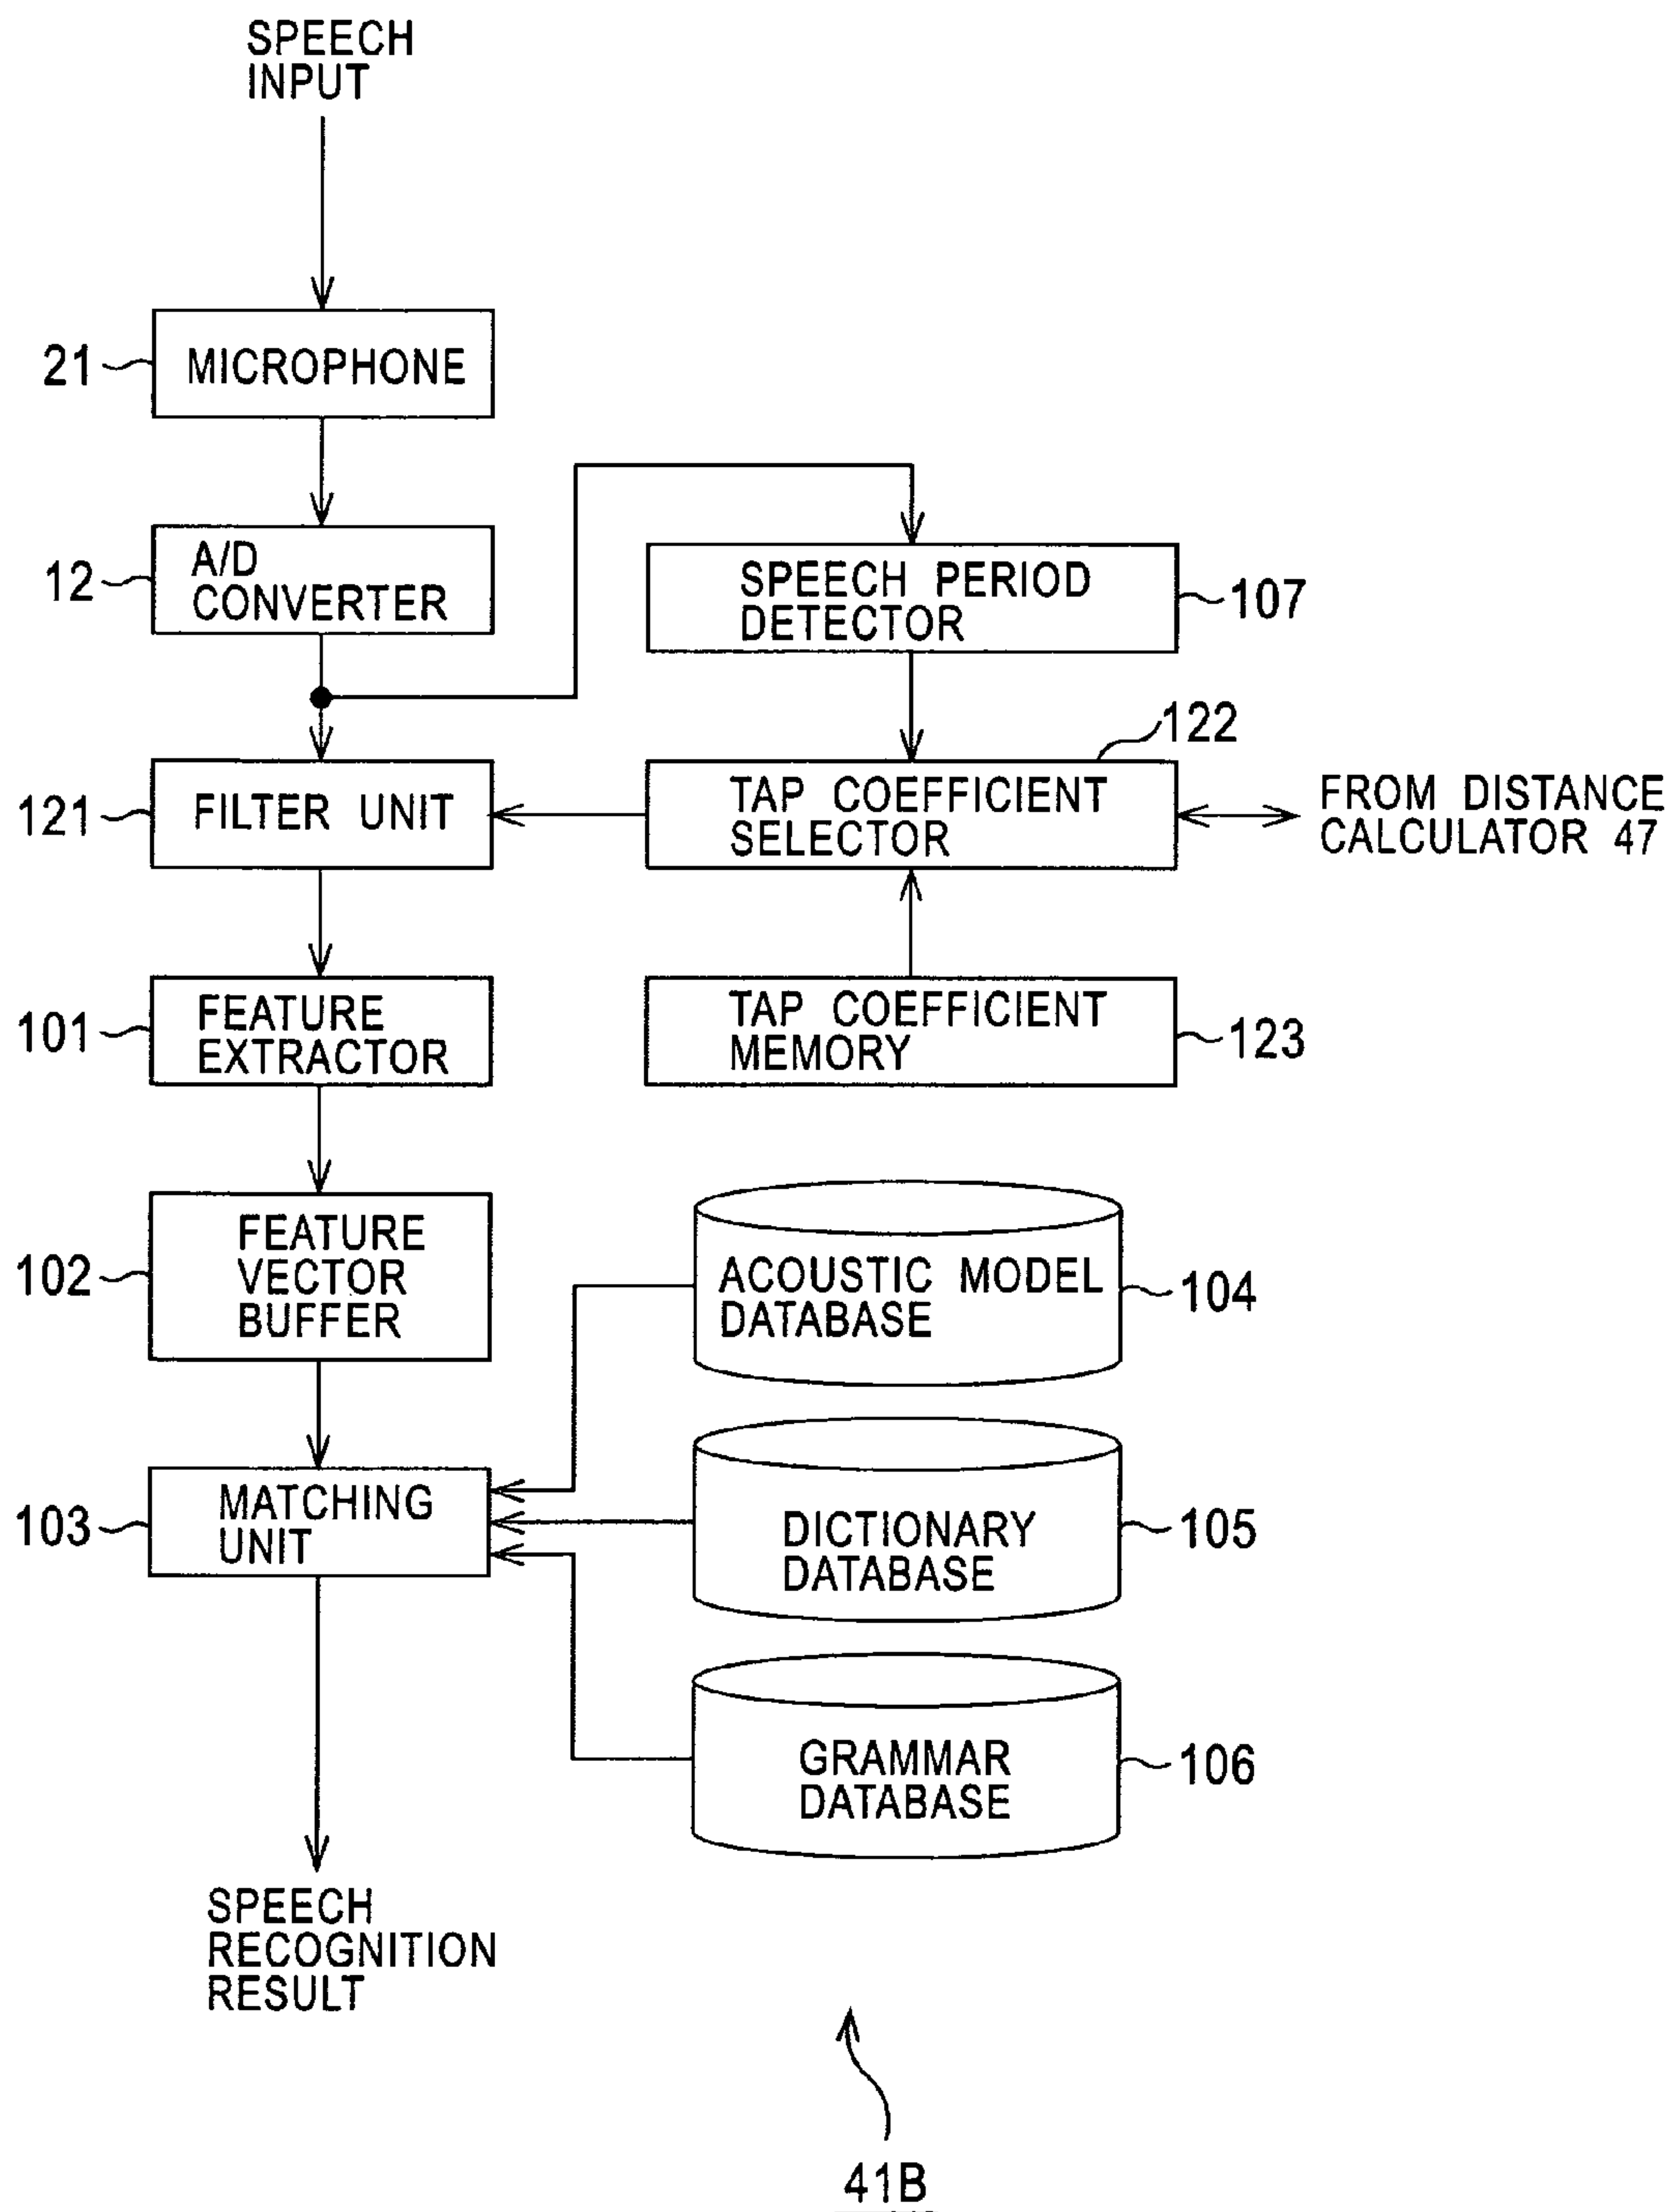 SPEECH
INPUT
21
MICROPHONE
12
A/D
CONVERTER
SPEECH PERIOD
DETECTOR
107
122
121
FILTER UNIT
TAP COEFFICIENT
SELECTOR
FROM DISTANCE
CALCULATOR 47
101
FEATURE
EXTRACTOR
TAP COEFFICIENT
MEMORY
123
102
FEATURE
VECTOR
BUFFER
ACOUSTIC MODEL
DATABASE
104
103
MATCHING
UNIT
DICTIONARY
DATABASE
105
GRAMMAR
DATABASE
106
SPEECH
RECOGNITION
RESULT
41B